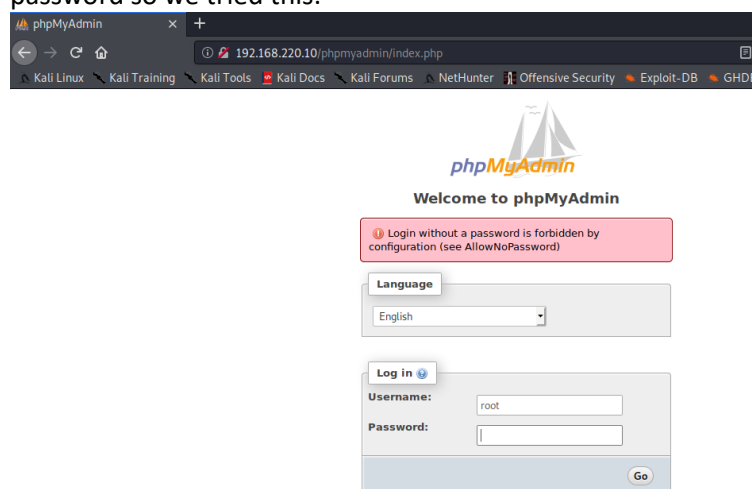 password so we tried this:
phpMyAdmin × +
192.168.220.10/phpmyadmin/index.php
Kali Linux Kali Training Kali Tools Kali Docs Kali Forums NetHunter Offensive Security Exploit-DB GHD
phpMyAdmin
Welcome to phpMyAdmin
Login without a password is forbidden by
configuration (see AllowNoPassword)
Language
English
Log in
Username:
root
Password:
Go